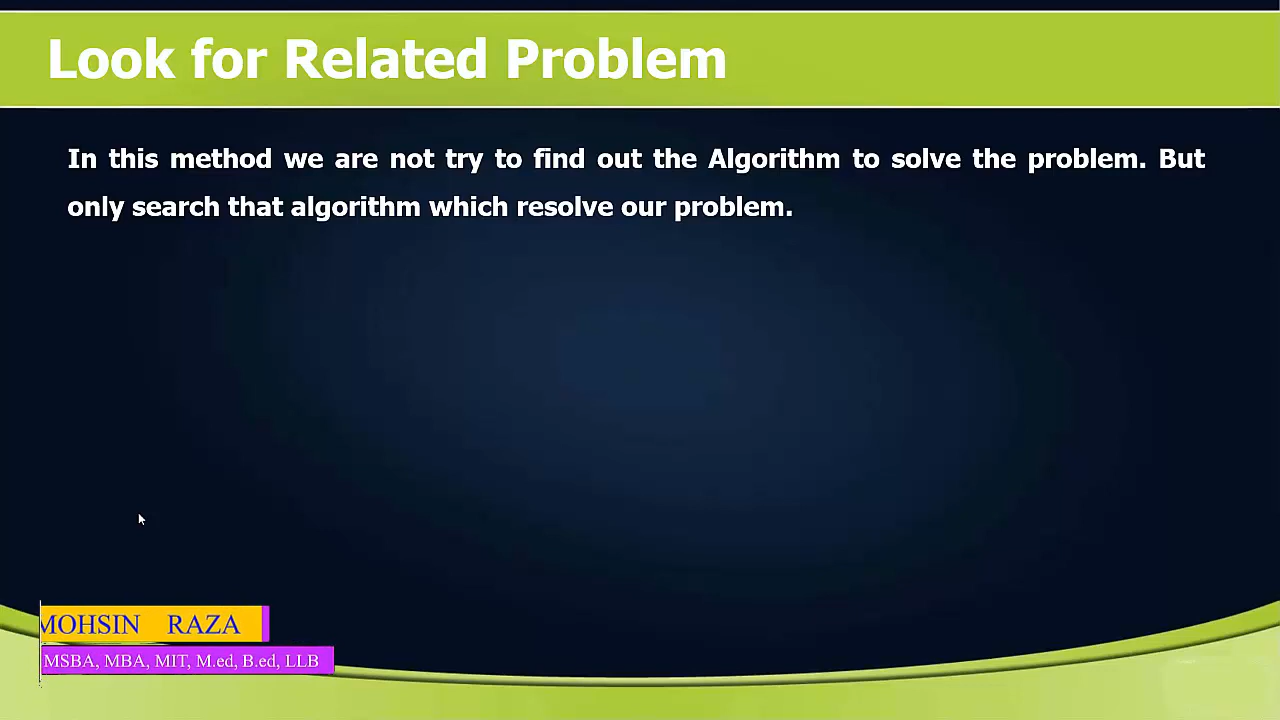 Look for Related Problem
In this method we are not try to find out the Algorithm to solve the problem. But
only search that algorithm which resolve our problem.
MOHSIN RAZA
MSBA, MBA, MIT, M.ed, B.ed, LLB